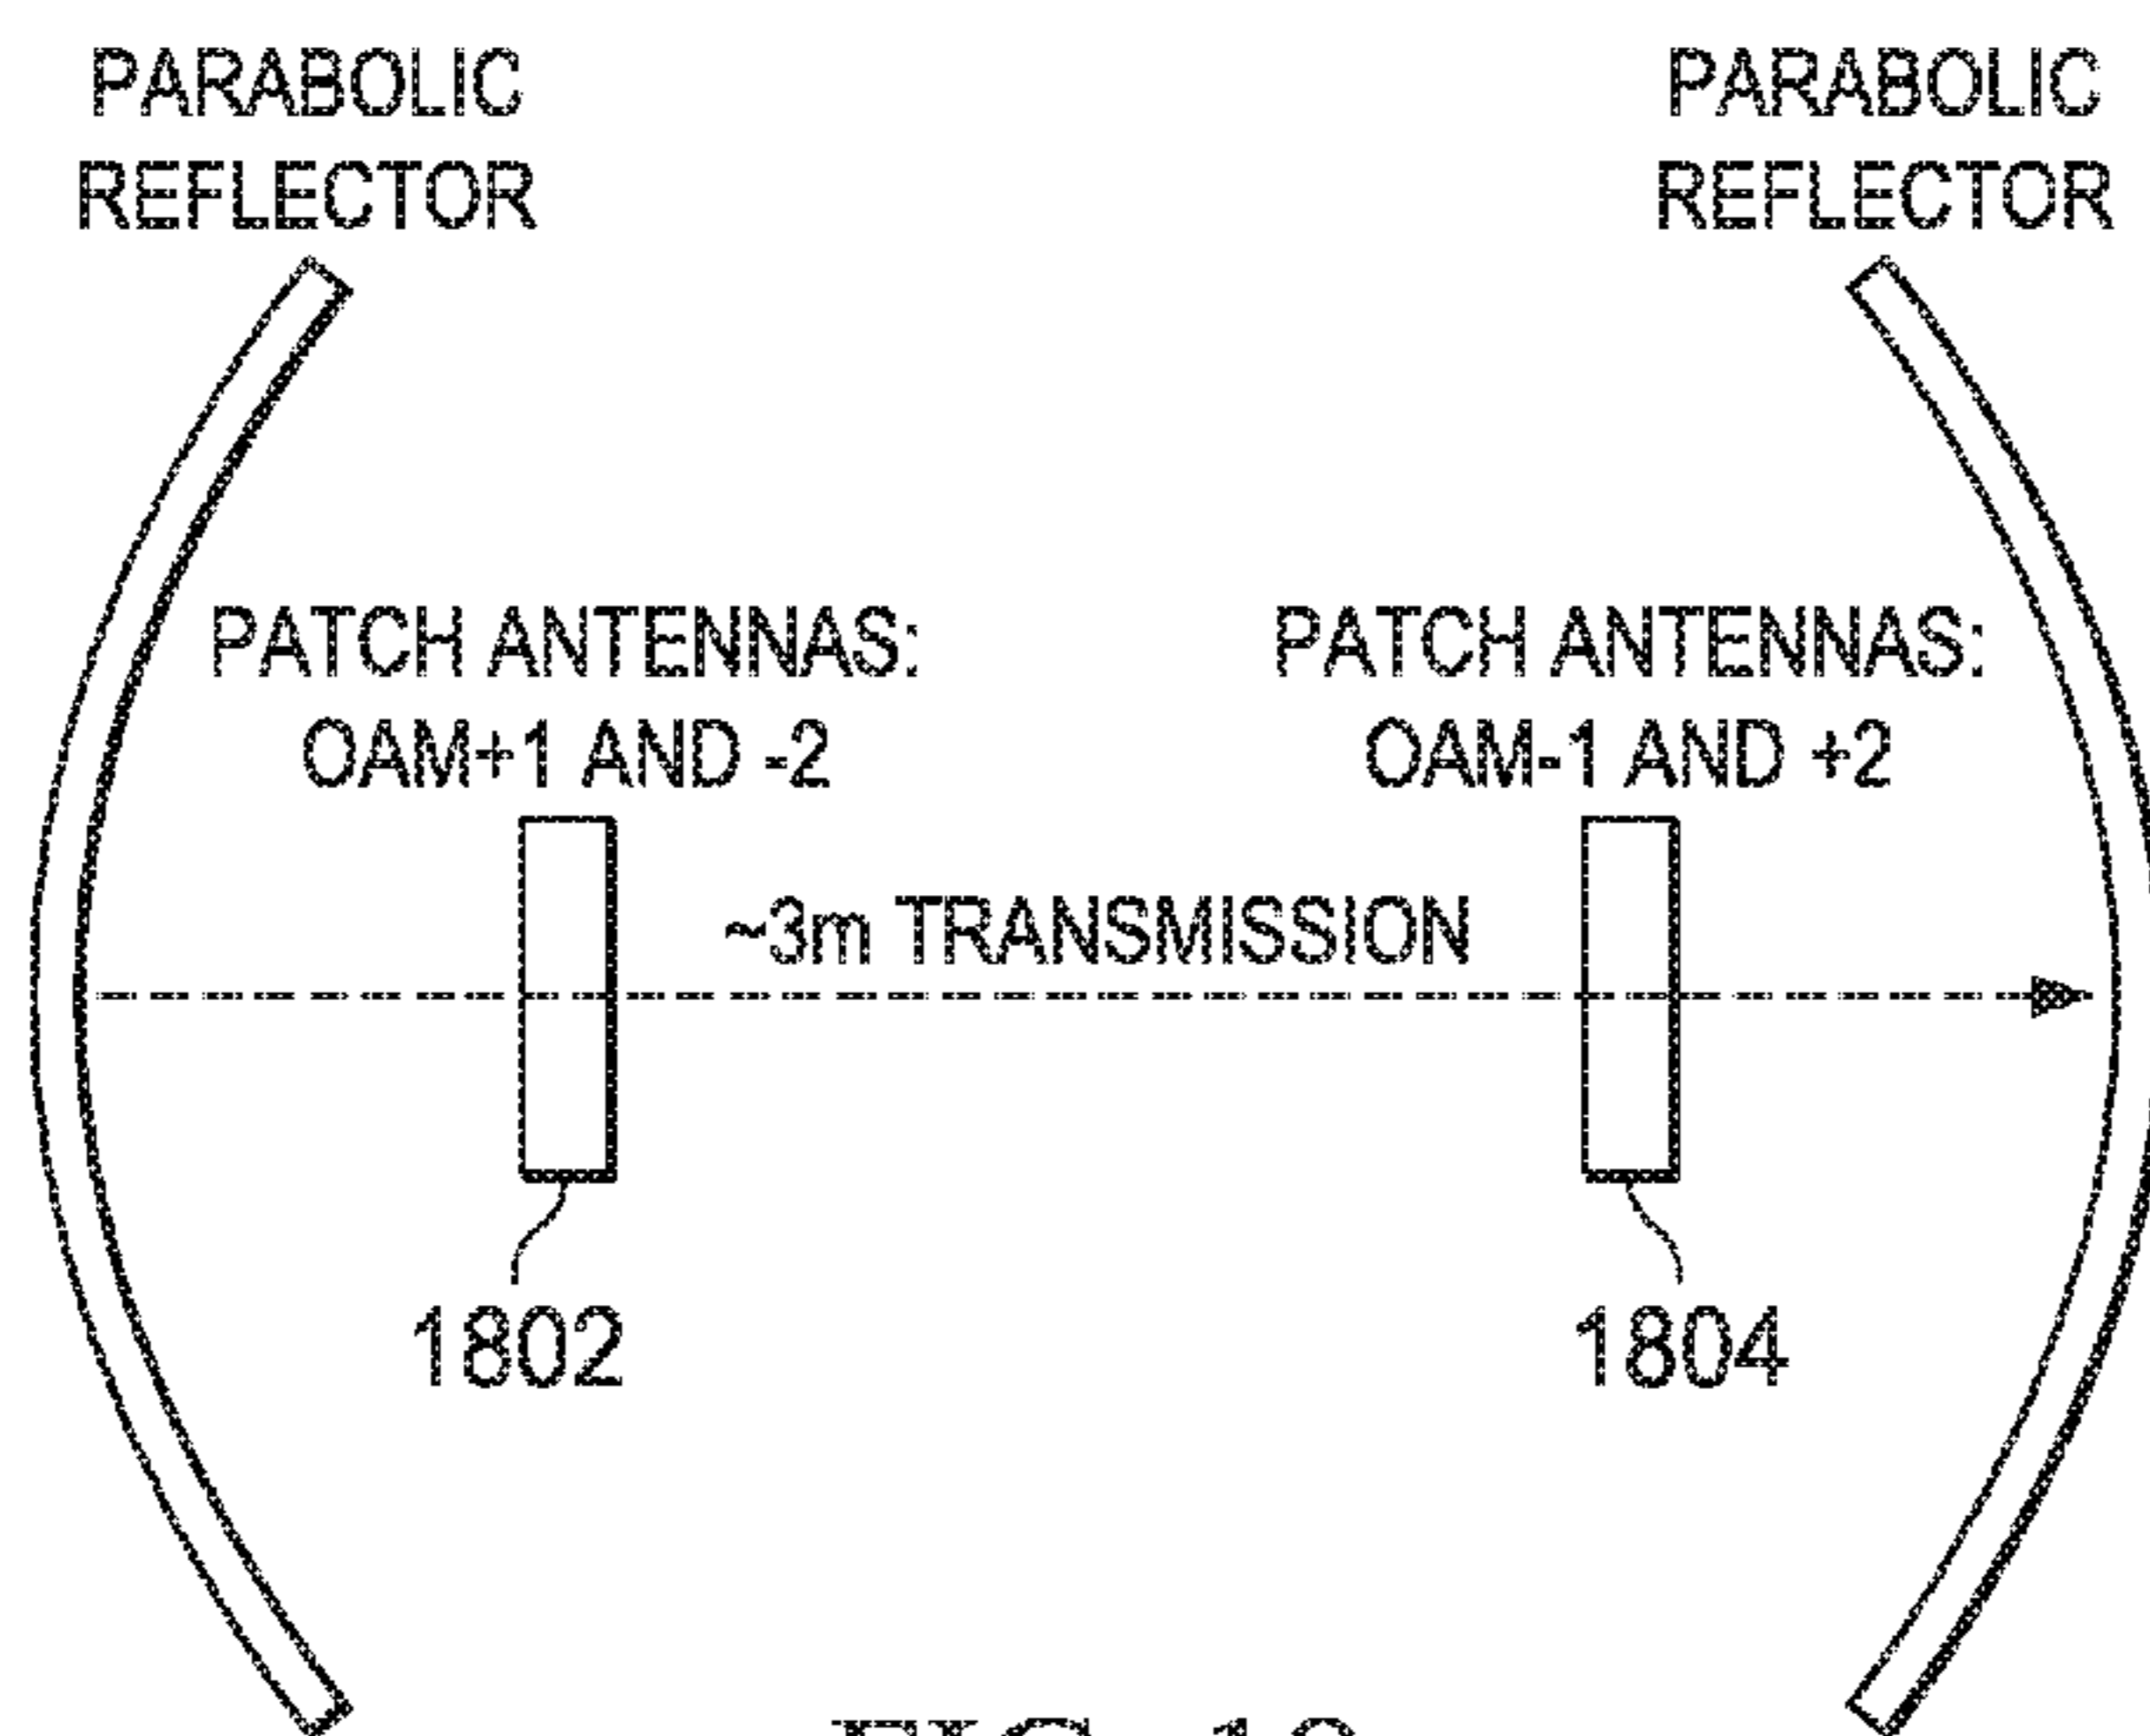 PARABOLIC
REFLECTOR
PARABOLIC
REFLECTOR
PATCH ANTENNAS:
OAM+1 AND -2
PATCH ANTENNAS:
OAM-1 AND +2
~3m TRANSMISSION
1802
1804